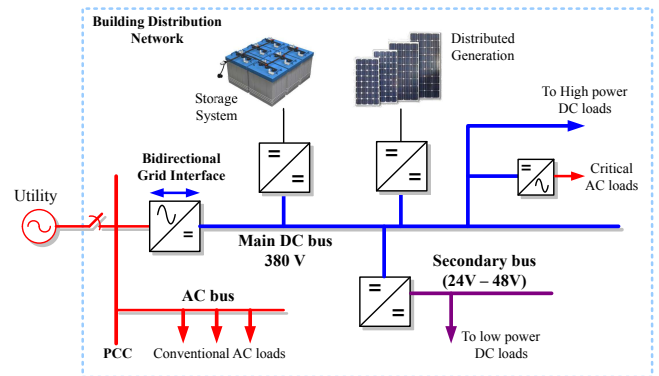 Building Distribution
Network
Storage
System
Distributed
Generation
To High power
DC loads
Bidirectional
Grid Interface
Critical
AC loads
Utility
Main DC bus
380 V
Secondary bus
(24V – 48V)
AC bus
To low power
DC loads
PCC
Conventional AC loads